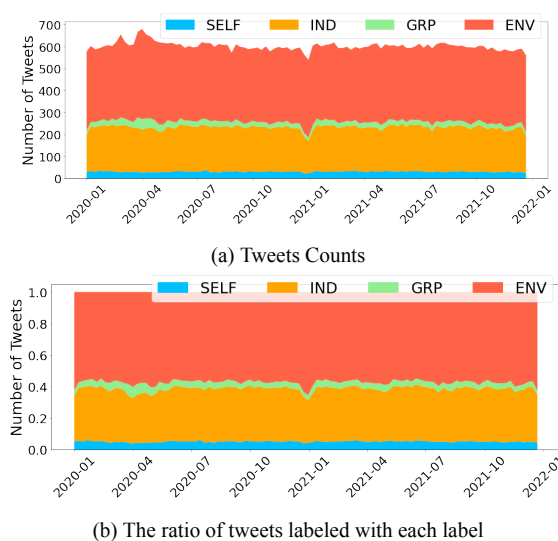 SELF IND GRP ENV
700
600
500
400
300
200
100
0
Number of Tweets
2020-01 2020-04 2020-07 2020-10 2021-01 2021-04 2021-07 2021-10 2022-01
(a) Tweets Counts
SELF IND GRP ENV
1.0
0.8
0.6
0.4
0.2
0.0
Number of Tweets
2020-01 2020-04 2020-07 2020-10 2021-01 2021-04 2021-07 2021-10 2022-01
(b) The ratio of tweets labeled with each label